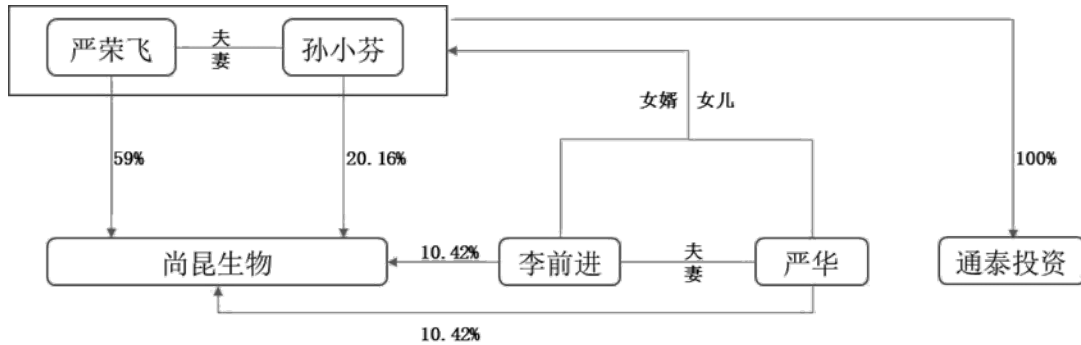 严荣飞
夫
妻
孙小芬
女婿
女儿
59%
20.16%
100%
尚昆生物
10.42%
李前进
夫
妻
严华
通泰投资
10.42%